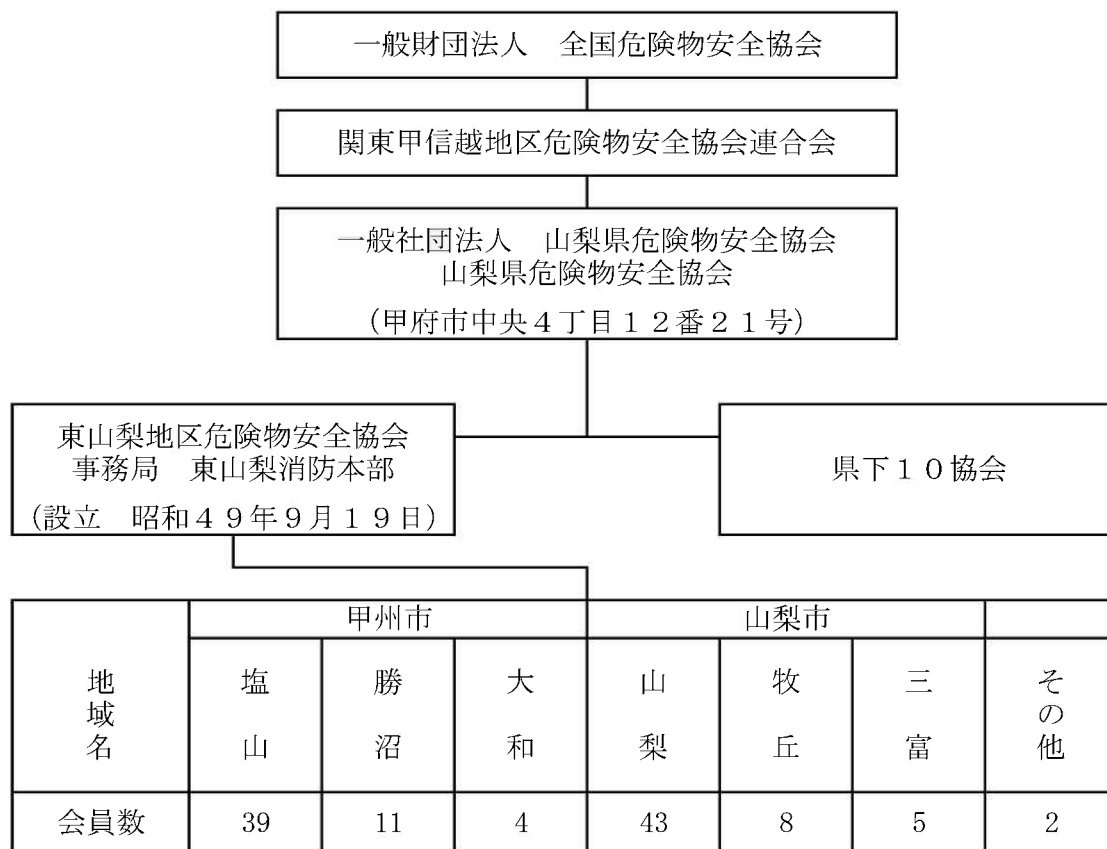 一般財団法人　全国危険物安全協会
関東甲信越地区危険物安全協会連合会
一般社団法人　山梨県危険物安全協会
山梨県危険物安全協会
（甲府市中央４丁目１２番２１号）
東山梨地区危険物安全協会
事務局　東山梨消防本部
（設立　昭和４９年９月１９日）
県下１０協会
地域名
甲州市
山梨市
塩山
勝沼
大和
山梨
牧丘
三富
その他
会員数 39 11 4 43 8 5 2